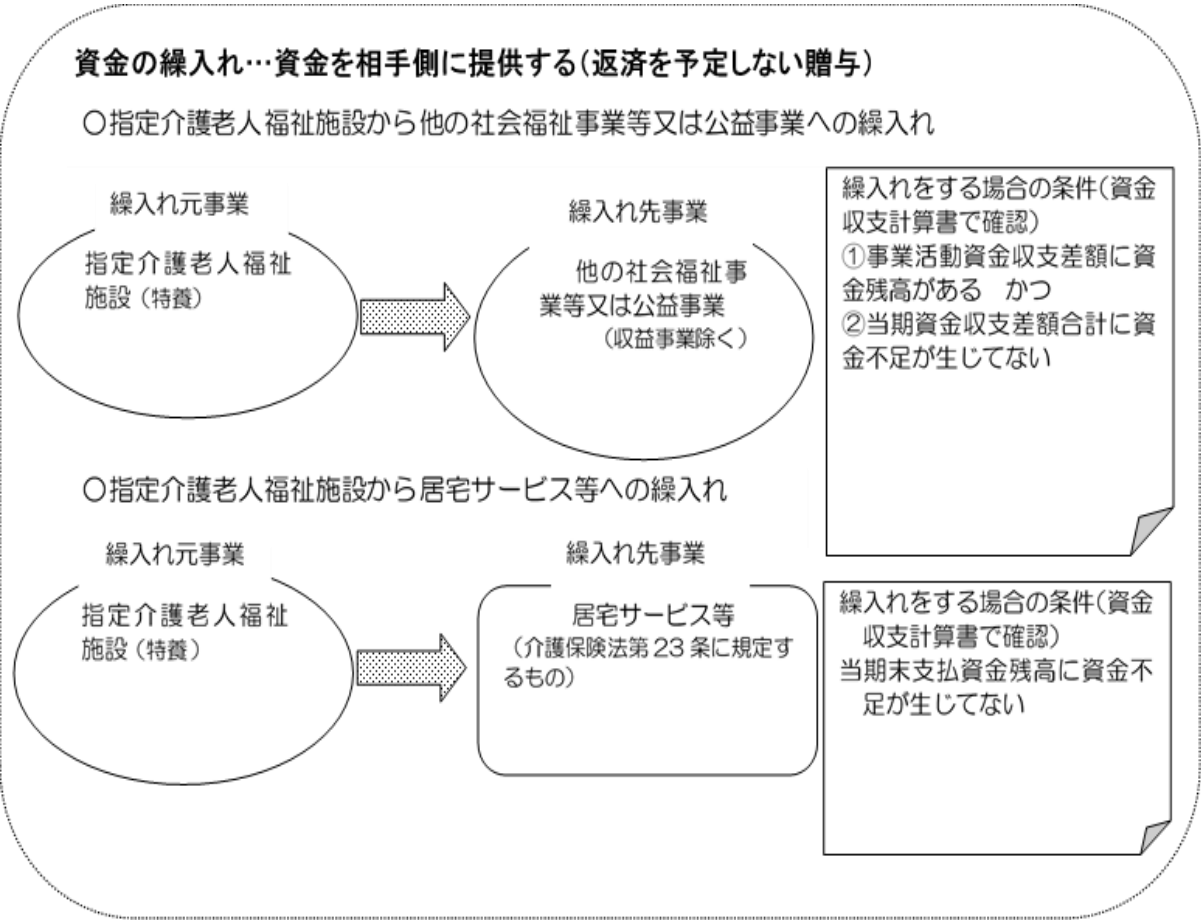 資金の繰入れ…資金を相手側に提供する(返済を予定しない贈与)
〇指定介護老人福祉施設から他の社会福祉事業等又は公益事業への繰入れ
繰入れ元事業
指定介護老人福祉
施設(特養)
繰入れ先事業
他の社会福祉事
業等又は公益事業
(収益事業除く)
繰入れをする場合の条件(資金
収支計算書で確認)
①事業活動資金収支差額に資
金残高がある　かつ
②当期資金収支差額合計に資
金不足が生じてない
〇指定介護老人福祉施設から居宅サービス等への繰入れ
繰入れ元事業
指定介護老人福祉
施設(特養)
繰入れ先事業
居宅サービス等
(介護保険法第 23 条に規定す
るもの)
繰入れをする場合の条件(資金
収支計算書で確認)
当期末支払資金残高に資金不
足が生じてない